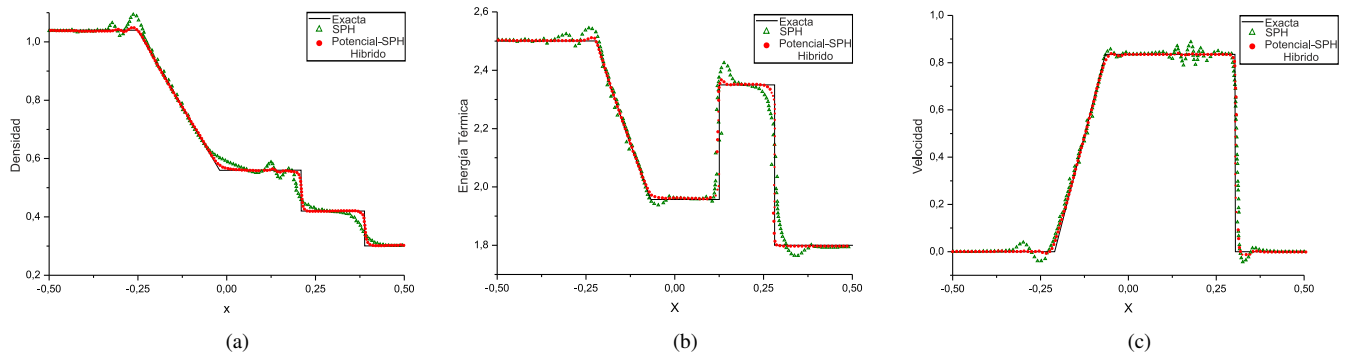 Exacta
SPH
Potencial-SPH
Hibrido
Densidad
1,0
0,8
0,6
0,4
0,2
-0,50
-0,25
0,00
0,25
0,50
x
(a)
Exacta
SPH
Potencial-SPH
Hibrido
Energía Térmica
2,6
2,4
2,2
2,0
1,8
-0,50
-0,25
0,00
0,25
0,50
X
(b)
Exacta
SPH
Potencial-SPH
Hibrido
Velocidad
1,0
0,8
0,6
0,4
0,2
0,0
-0,50
-0,25
0,00
0,25
0,50
X
(c)